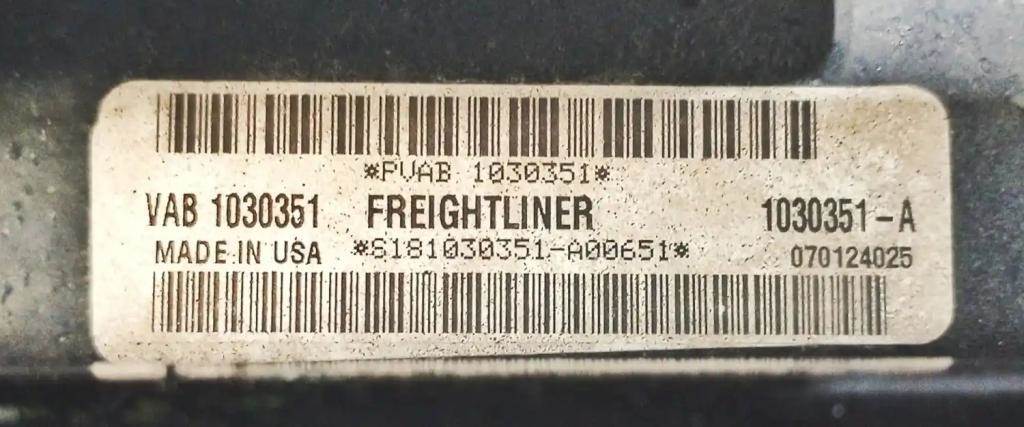 *PVAB 1030351*
VAB 1030351 FREIGHTLINER 1030351-A
MADE IN USA *S181030351-A00651* 070124025